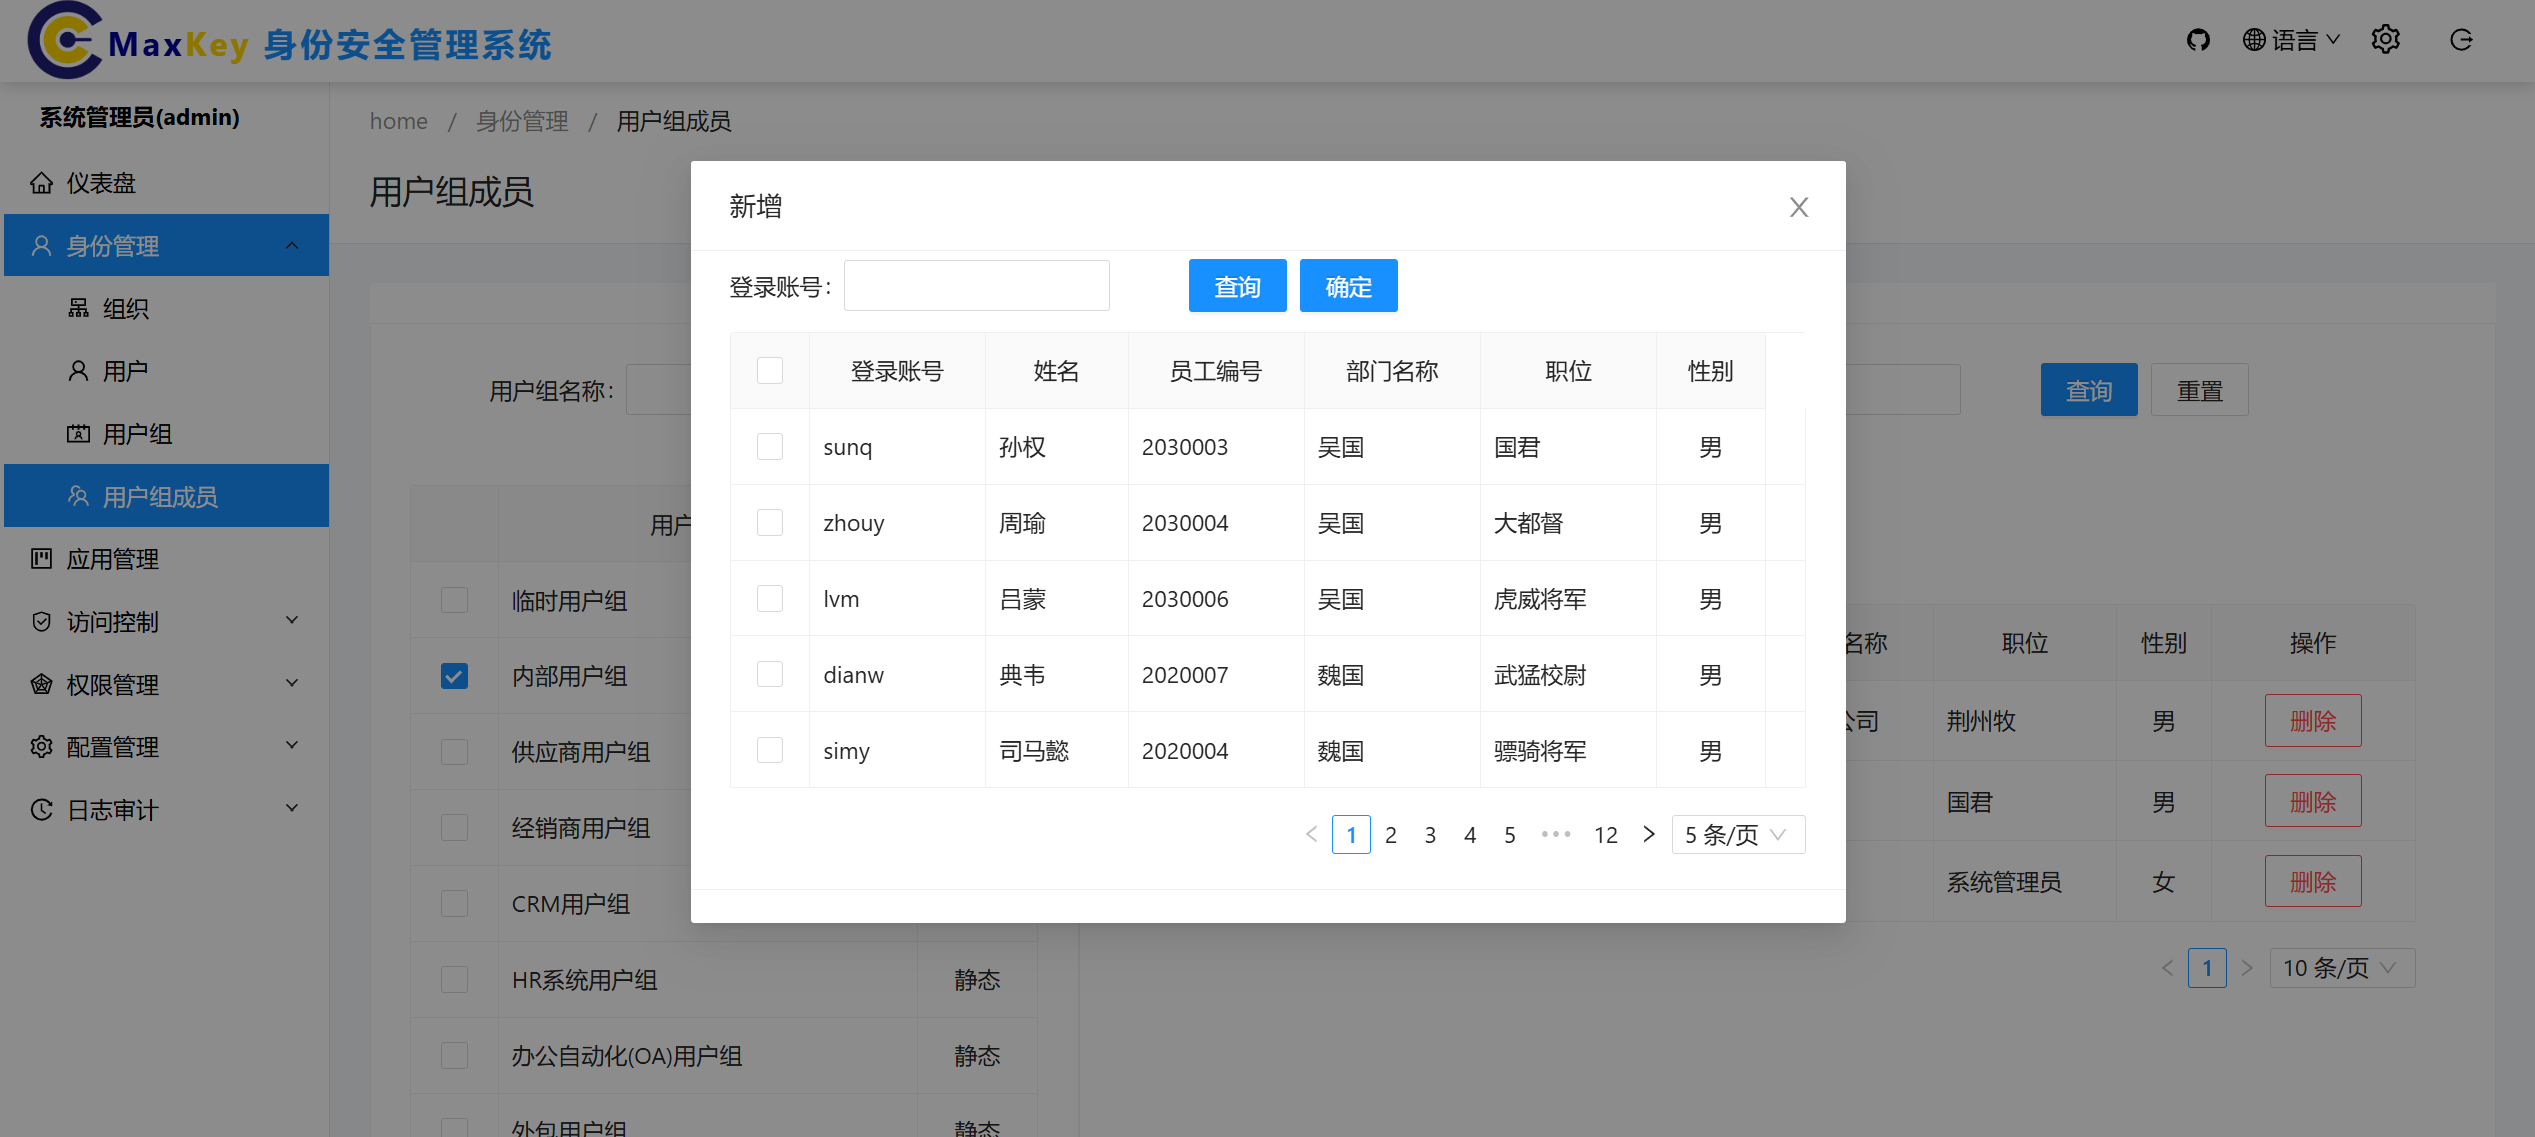 MaxKey 身份安全管理系统
语言
系统管理员(admin)
仪表盘
身份管理
组织
用户
用户组
用户组成员
应用管理
访问控制
权限管理
配置管理
日志审计
home / 身份管理 / 用户组成员
用户组成员
用户组名称:
查询 重置
用户
临时用户组
内部用户组
供应商用户组
经销商用户组
CRM用户组
HR系统用户组 静态
办公自动化(OA)用户组 静态
外包用户组 静态
新增
登录账号: 查询 确定
登录账号 姓名 员工编号 部门名称 职位 性别
sunq 孙权 2030003 吴国 国君 男
zhouy 周瑜 2030004 吴国 大都督 男
lvm 吕蒙 2030006 吴国 虎威将军 男
dianw 典韦 2020007 魏国 武猛校尉 男
simy 司马懿 2020004 魏国 骠骑将军 男
1 2 3 4 5 ••• 12 5 条/页
名称 职位 性别 操作
公司 荆州牧 男 删除
国君 男 删除
系统管理员 女 删除
1 10 条/页